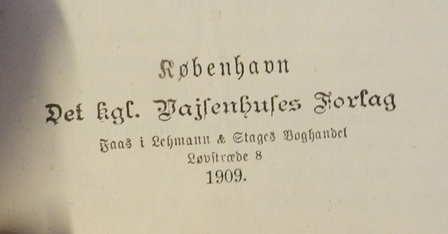 København
Det kgl. Vajsenhuses Forlag
Faas i Lehmann & Stages Boghandel
Løvstræde 8
1909.